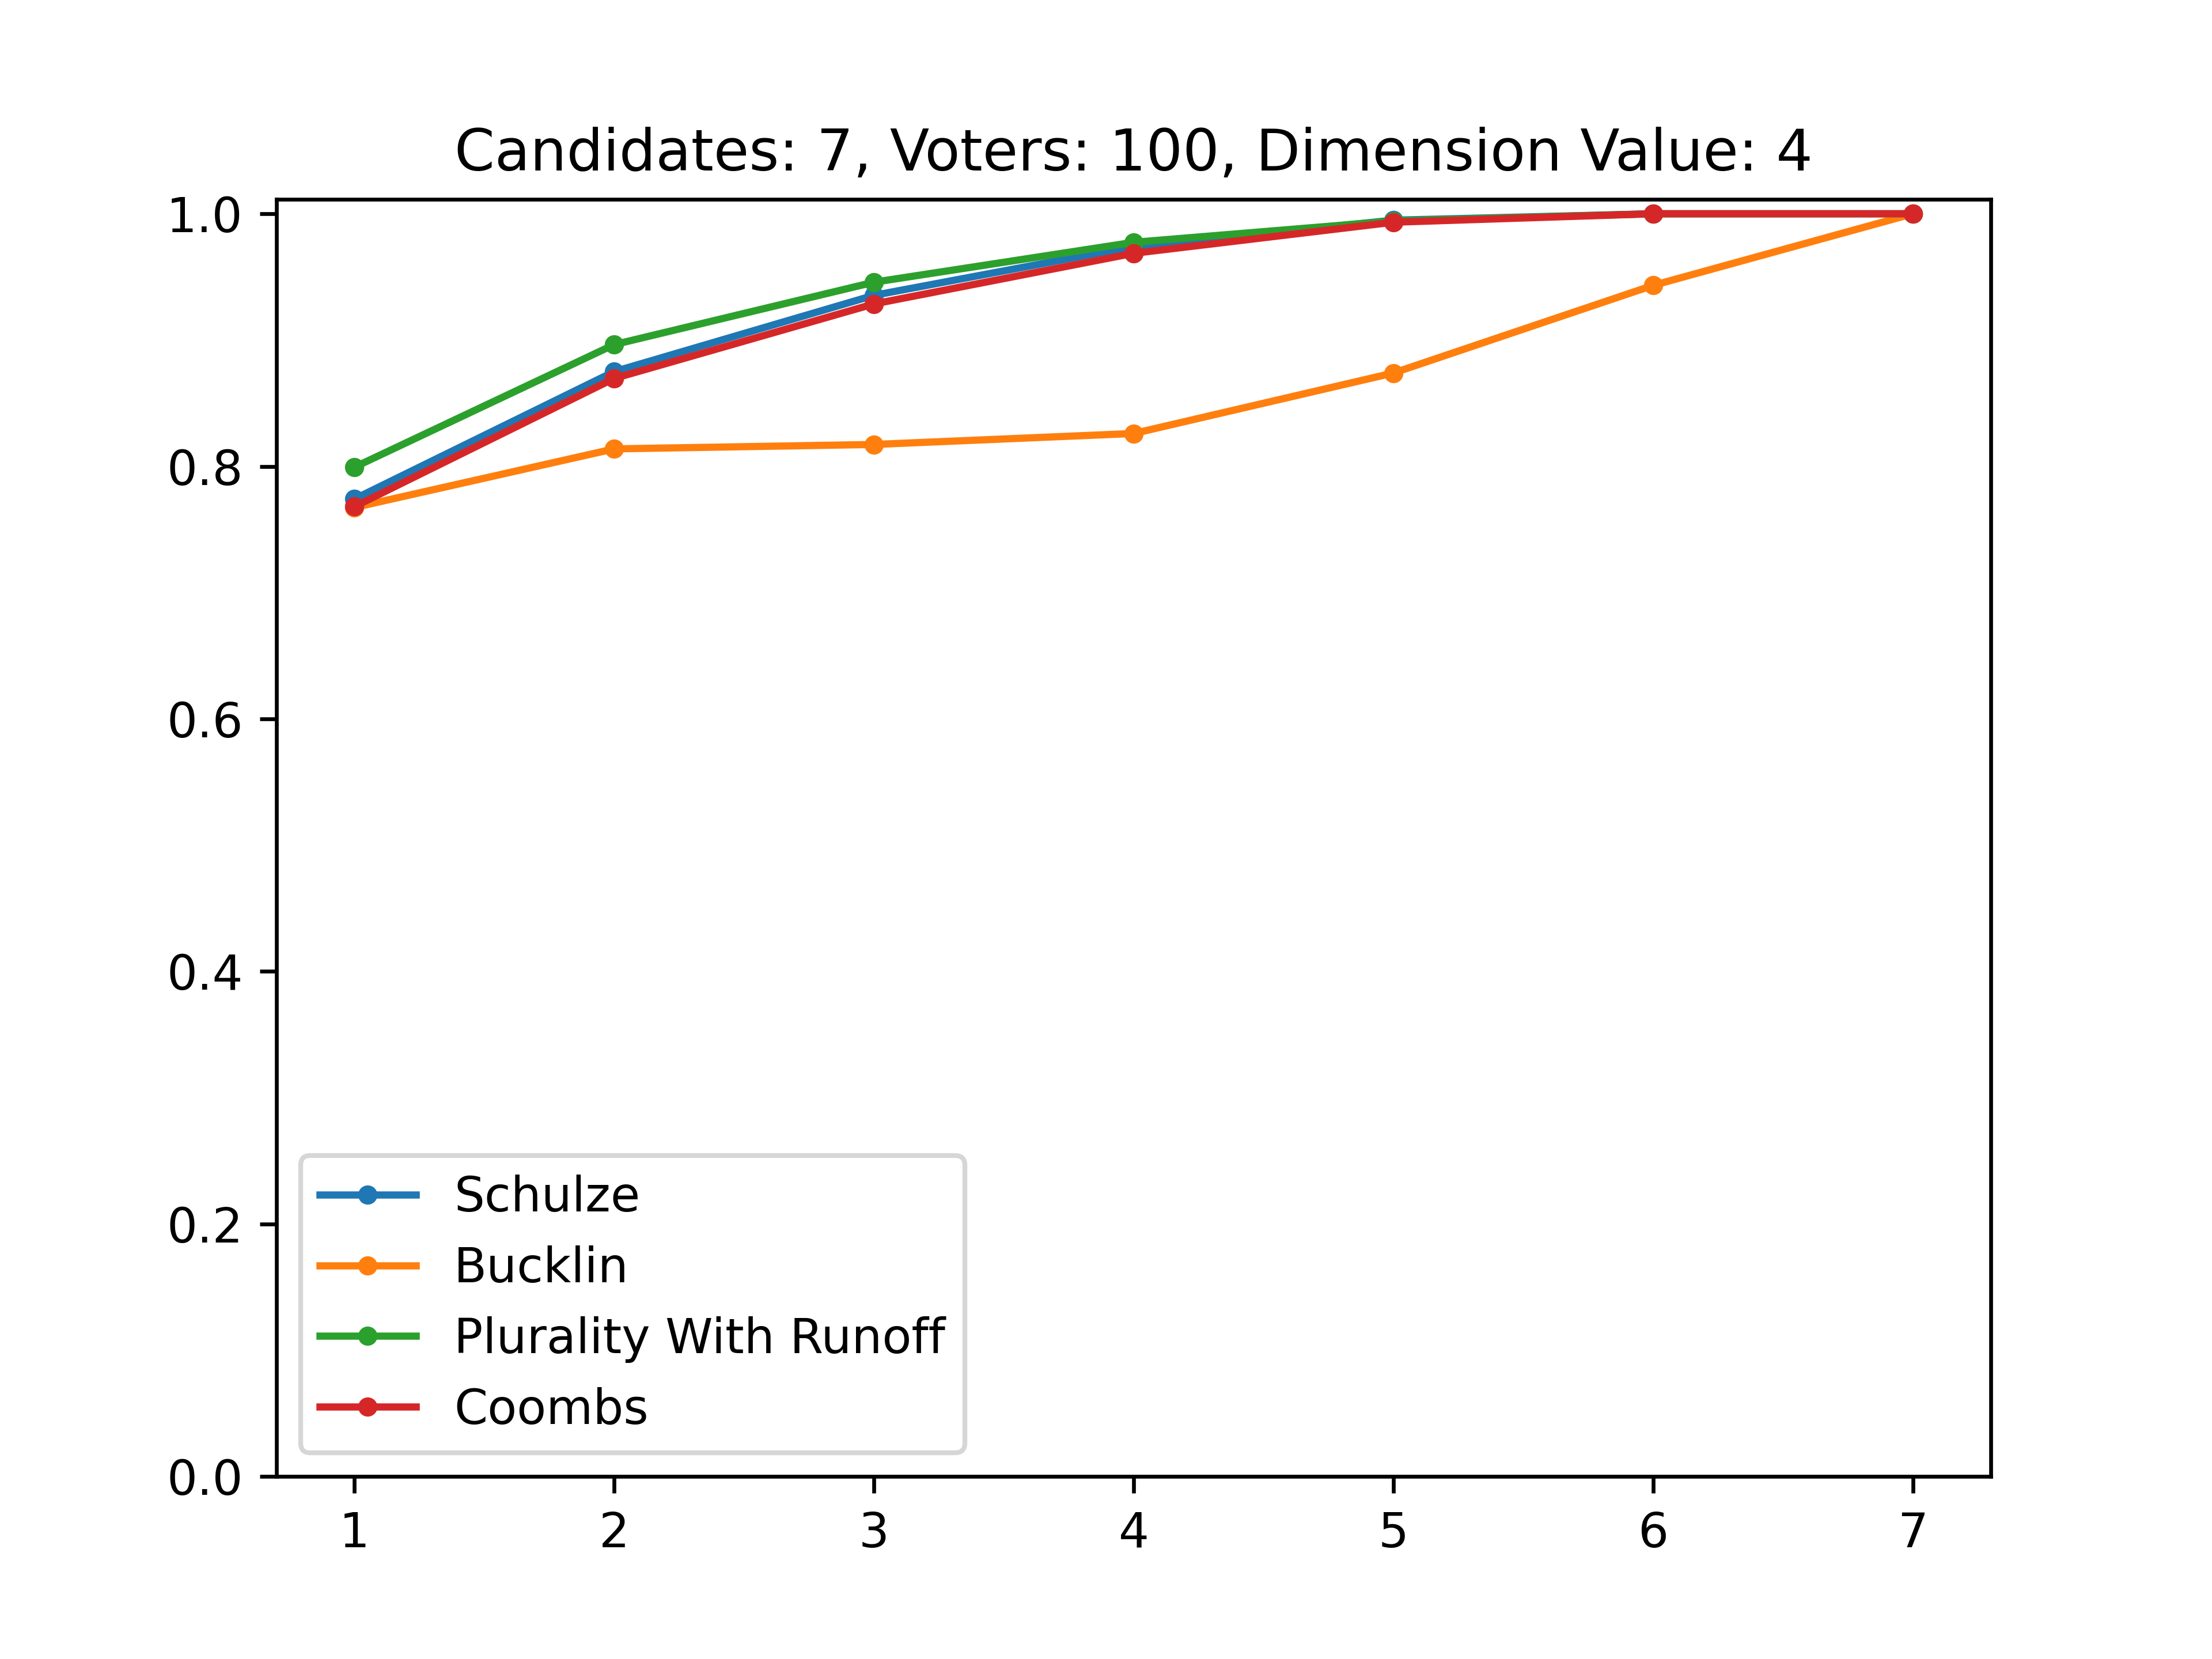 Candidates: 7, Voters: 100, Dimension Value: 4
1.0
0.8
0.6
0.4
0.2
0.0
Schulze
Bucklin
Plurality With Runoff
Coombs
1 2 3 4 5 6 7